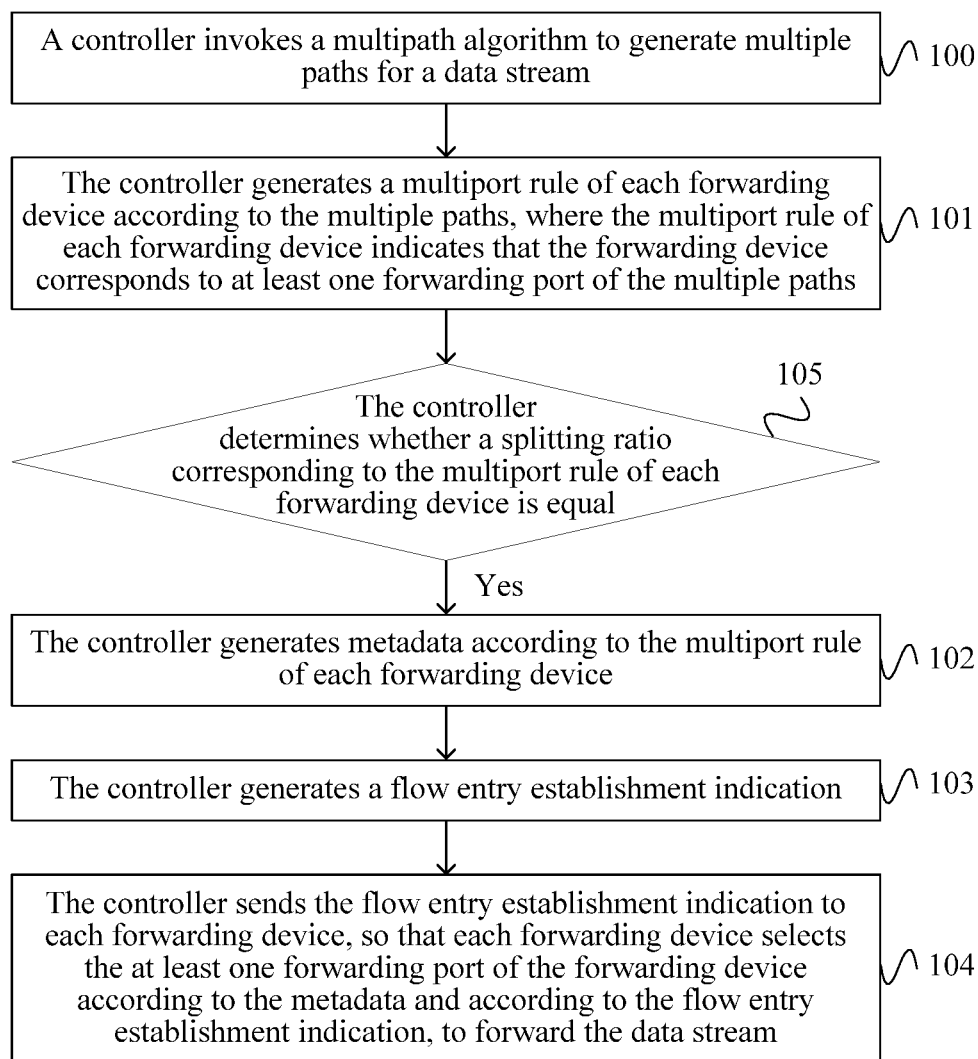 A controller invokes a multipath algorithm to generate multiple
paths for a data stream
100
The controller generates a multiport rule of each forwarding
device according to the multiple paths, where the multiport rule of
each forwarding device indicates that the forwarding device
corresponds to at least one forwarding port of the multiple paths
101
105
The controller
determines whether a splitting ratio
corresponding to the multiport rule of each
forwarding device is equal
Yes
The controller generates metadata according to the multiport rule
of each forwarding device
102
The controller generates a flow entry establishment indication
103
The controller sends the flow entry establishment indication to
each forwarding device, so that each forwarding device selects
the at least one forwarding port of the forwarding device
according to the metadata and according to the flow entry
establishment indication, to forward the data stream
104